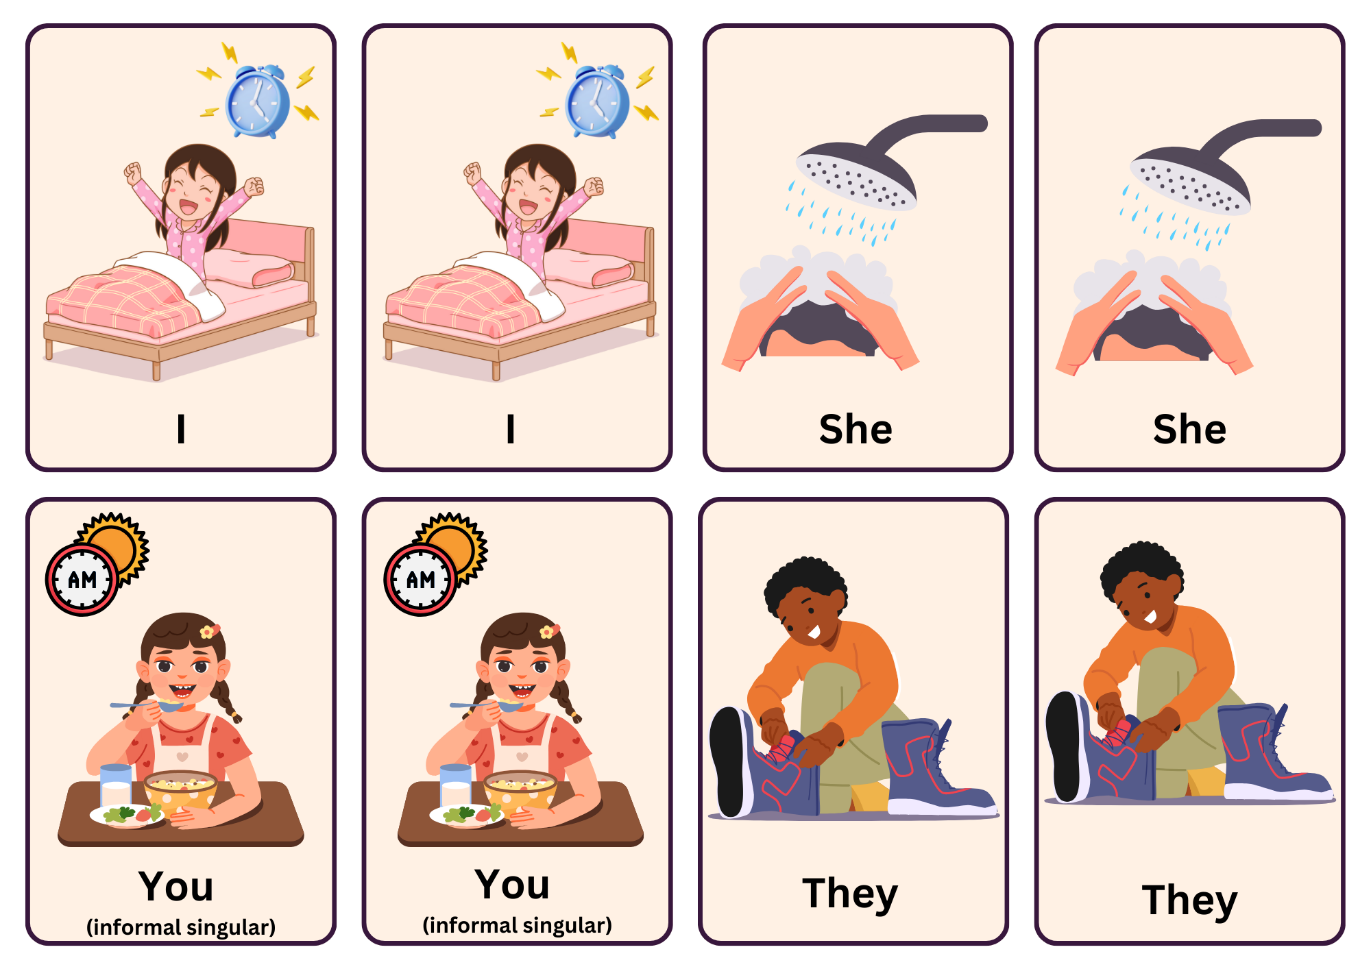 I
I
She
She
AM
AM
You
(informal singular)
You
(informal singular)
They
They